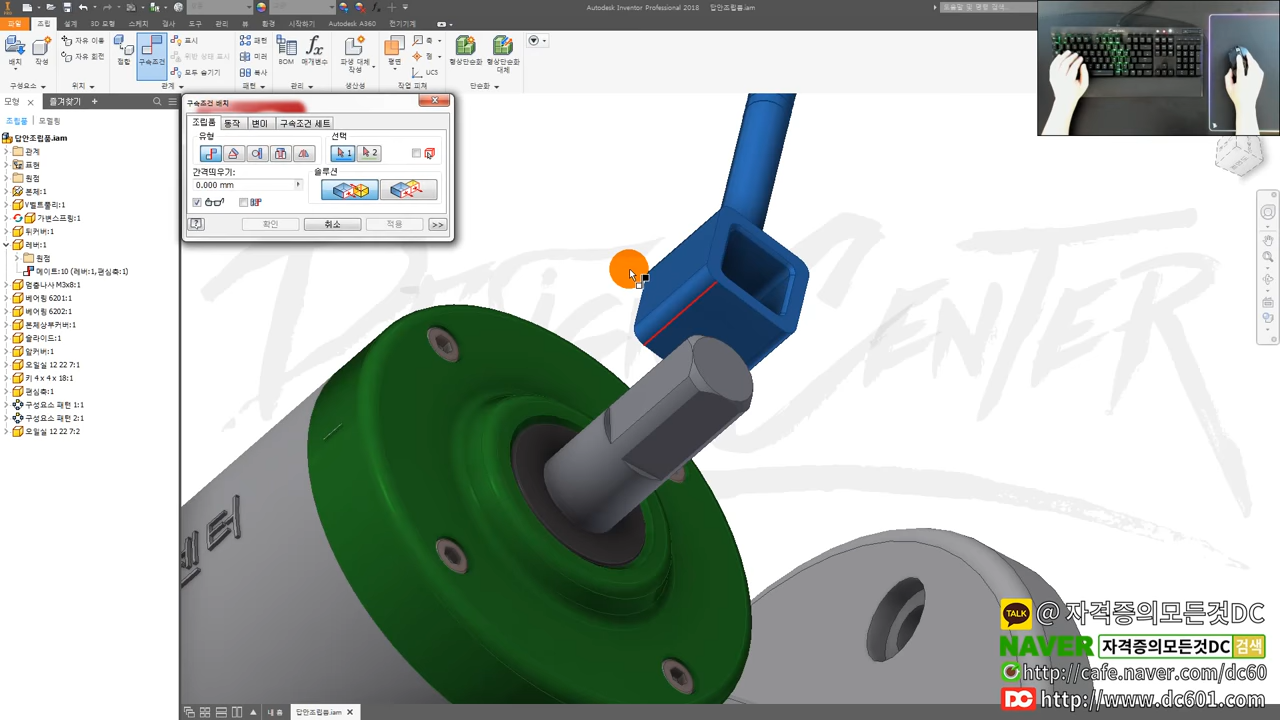 Autodesk Inventor Professional 2018 답안조립품.iam
파일 조립 설계 3D 모형 스케치 검사 도구 관리 뷰 환경 시작하기 Autodesk A360 전기기계
배치 작성 자유 이동 자유 회전 접합 구속조건 표시 모두 숨기기 패턴 미러 복사 BOM 매개변수 파생 대체 작성 평면 축 점 UCS 형상단순화 형상단순화 대체
구성요소 위치 관계 패턴 관리 생산성 작업 피쳐 단순화
모형 즐겨찾기
조립품 모델링
답안조립품.iam
관계
표현
원점
본체:1
V벨트풀리:1
가변스프링:1
뒤커버:1
레버:1
원점
메이트:10 (레버:1,편심축:1)
멈춤나사 M3x8:1
베어링 6201:1
베어링 6202:1
본체상부커버:1
슬라이드:1
앞커버:1
오일실 12 22 7:1
키 4 x 4 x 18:1
편심축:1
구성요소 패턴 1:1
구성요소 패턴 2:1
오일실 12 22 7:2
구속조건 배치
조립품 동작 변이 구속조건 세트
유형 선택
1 2
간격띄우기: 솔루션
0.000 mm
확인 취소 적용 >>
DESIGN CENTER
센터
TALK @ 자격증의모든것DC
NAVER 자격증의모든것DC 검색
http://cafe.naver.com/dc60
DC http://www.dc601.com/
내 홈 답안조립품.iam